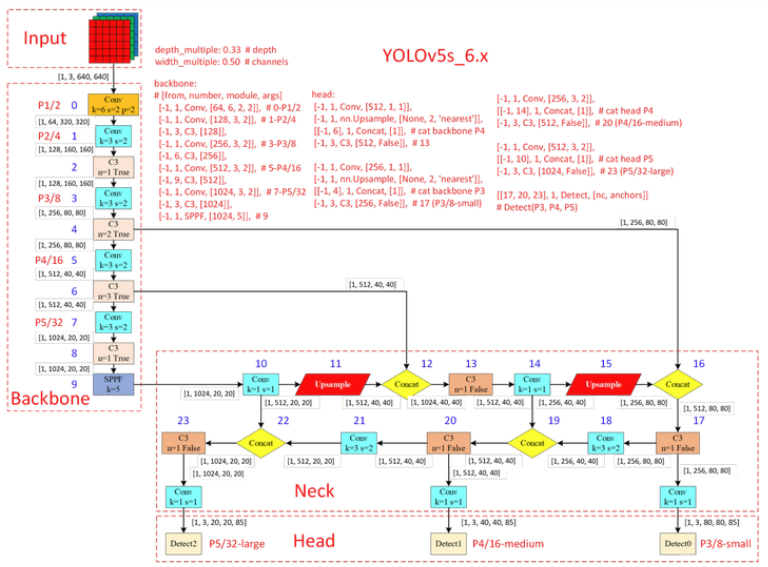 Input
YOLOv5s_6.x
depth_multiple: 0.33 # depth
width_multiple: 0.50 # channels
[1, 3, 640, 640]
backbone:
# [from, number, module, args]
[-1, 1, Conv, [64, 6, 2, 2]], # 0-P1/2
[-1, 1, Conv, [128, 3, 2]], # 1-P2/4
[-1, 3, C3, [128]],
[-1, 1, Conv, [256, 3, 2]], # 3-P3/8
[-1, 6, C3, [256]],
[-1, 1, Conv, [512, 3, 2]], # 5-P4/16
[-1, 9, C3, [512]],
[-1, 1, Conv, [1024, 3, 2]], # 7-P5/32
[-1, 3, C3, [1024]],
[-1, 1, SPPF, [1024, 5]], # 9
head:
[-1, 1, Conv, [512, 1, 1]],
[-1, 1, nn.Upsample, [None, 2, 'nearest']],
[[-1, 6], 1, Concat, [1]], # cat backbone P4
[-1, 3, C3, [512, False]], # 13
[-1, 1, Conv, [256, 1, 1]],
[-1, 1, nn.Upsample, [None, 2, 'nearest']],
[[-1, 4], 1, Concat, [1]], # cat backbone P3
[-1, 3, C3, [256, False]], # 17 (P3/8-small)
[-1, 1, Conv, [256, 3, 2]],
[[-1, 14], 1, Concat, [1]], # cat head P4
[-1, 3, C3, [512, False]], # 20 (P4/16-medium)
[-1, 1, Conv, [512, 3, 2]],
[[-1, 10], 1, Concat, [1]], # cat head P5
[-1, 3, C3, [1024, False]], # 23 (P5/32-large)
[[17, 20, 23], 1, Detect, [nc, anchors]]
# Detect(P3, P4, P5)
P1/2 0 Conv
k=6 s=2 p=2
[1, 64, 320, 320]
P2/4 1 Conv
k=3 s=2
[1, 128, 160, 160]
2 C3
n=1 True
[1, 128, 160, 160]
P3/8 3 Conv
k=3 s=2
[1, 256, 80, 80]
4 C3
n=2 True
[1, 256, 80, 80]
[1, 256, 80, 80]
P4/16 5 Conv
k=3 s=2
[1, 512, 40, 40]
6 C3
n=3 True
[1, 512, 40, 40]
[1, 512, 40, 40]
P5/32 7 Conv
k=3 s=2
[1, 1024, 20, 20]
8 C3
n=1 True
[1, 1024, 20, 20]
9 SPPF
k=5
Backbone
10 11 12 13 14 15 16
Conv
k=1 s=1
Upsample
Concat
C3
n=1 False
Conv
k=1 s=1
Upsample
Concat
[1, 1024, 20, 20]
[1, 512, 20, 20]
[1, 512, 40, 40]
[1, 1024, 40, 40]
[1, 512, 40, 40]
[1, 256, 40, 40]
[1, 256, 80, 80]
[1, 512, 80, 80]
23 22 21 20 19 18 17
C3
n=1 False
Concat
Conv
k=3 s=2
C3
n=1 False
Concat
Conv
k=3 s=2
C3
n=1 False
[1, 1024, 20, 20]
[1, 512, 20, 20]
[1, 512, 40, 40]
[1, 512, 40, 40]
[1, 256, 40, 40]
[1, 256, 80, 80]
[1, 1024, 20, 20]
[1, 512, 40, 40]
[1, 256, 80, 80]
Conv
k=1 s=1
Neck
Conv
k=1 s=1
Conv
k=1 s=1
[1, 3, 20, 20, 85]
[1, 3, 40, 40, 85]
[1, 3, 80, 80, 85]
Detect2 P5/32-large
Head
Detect1 P4/16-medium
Detect0 P3/8-small